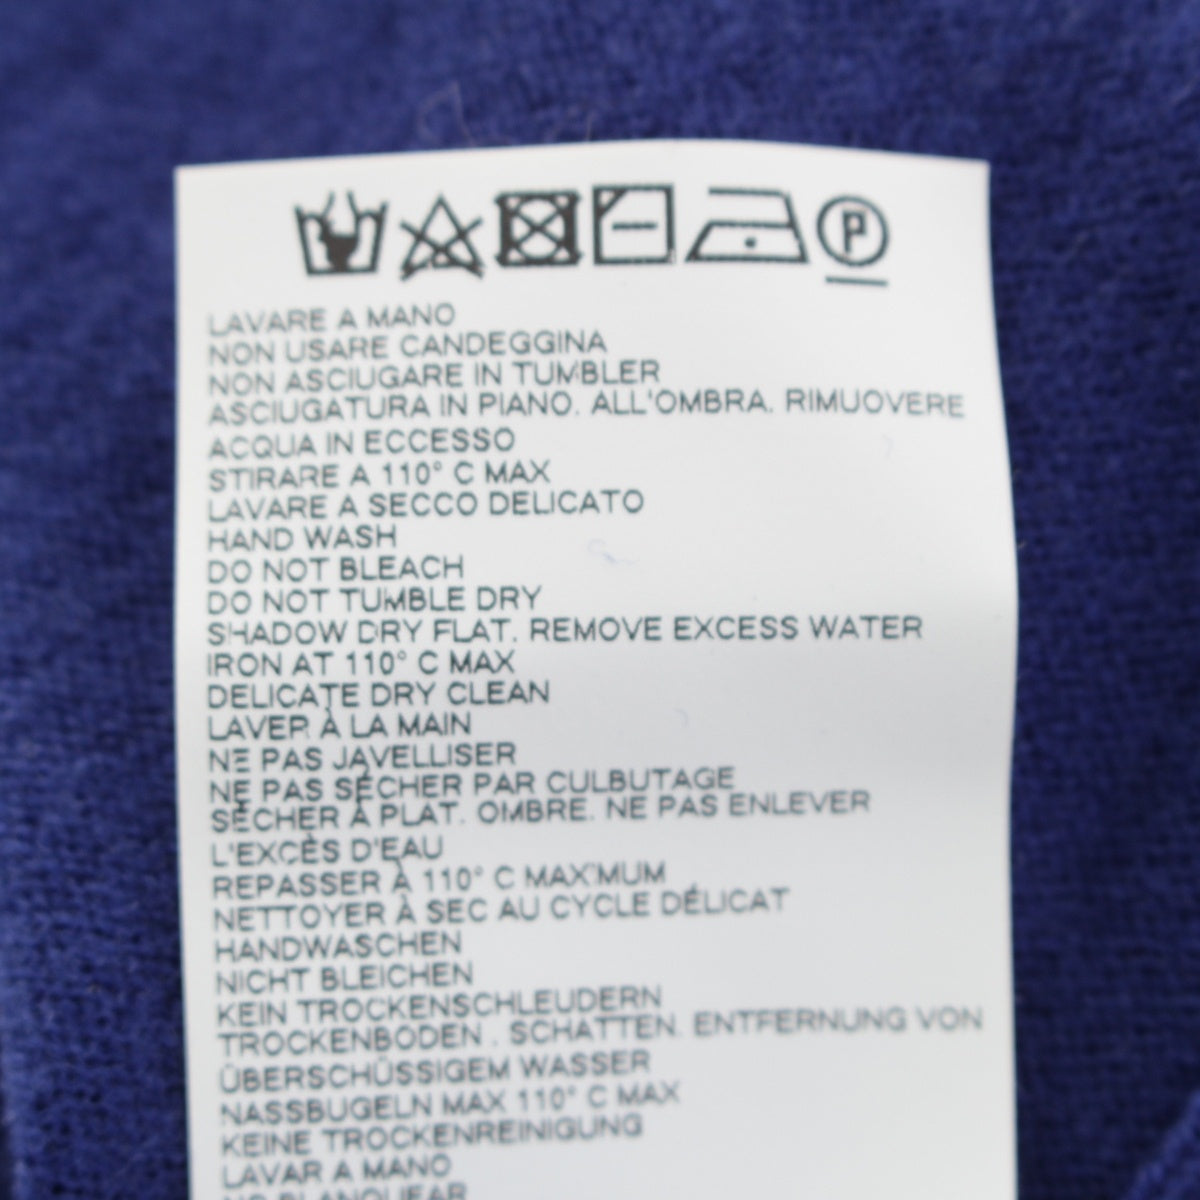 P
LAVARE A MANO
NON USARE CANDEGGINA
NON ASCIUGARE IN TUMBLER
ASCIUGATURA IN PIANO. ALL'OMBRA. RIMUOVERE
ACQUA IN ECCESSO
STIRARE A 110° C MAX
LAVARE A SECCO DELICATO
HAND WASH
DO NOT BLEACH
DO NOT TUMBLE DRY
SHADOW DRY FLAT. REMOVE EXCESS WATER
IRON AT 110° C MAX
DELICATE DRY CLEAN
LAVER À LA MAIN
NE PAS JAVELLISER
NE PAS SÉCHER PAR CULBUTAGE
SÉCHER À PLAT. OMBRE. NE PAS ENLEVER
L'EXCÈS D'EAU
REPASSER À 110° C MAXIMUM
NETTOYER À SEC AU CYCLE DÉLICAT
HANDWASCHEN
NICHT BLEICHEN
KEIN TROCKENSCHLEUDERN
TROCKENBODEN . SCHATTEN. ENTFERNUNG VON
ÜBERSCHÜSSIGEM WASSER
NASSBUGELN MAX 110° C MAX
KEINE TROCKENREINIGUNG
LAVAR A MANO
NO BLANQUEAR